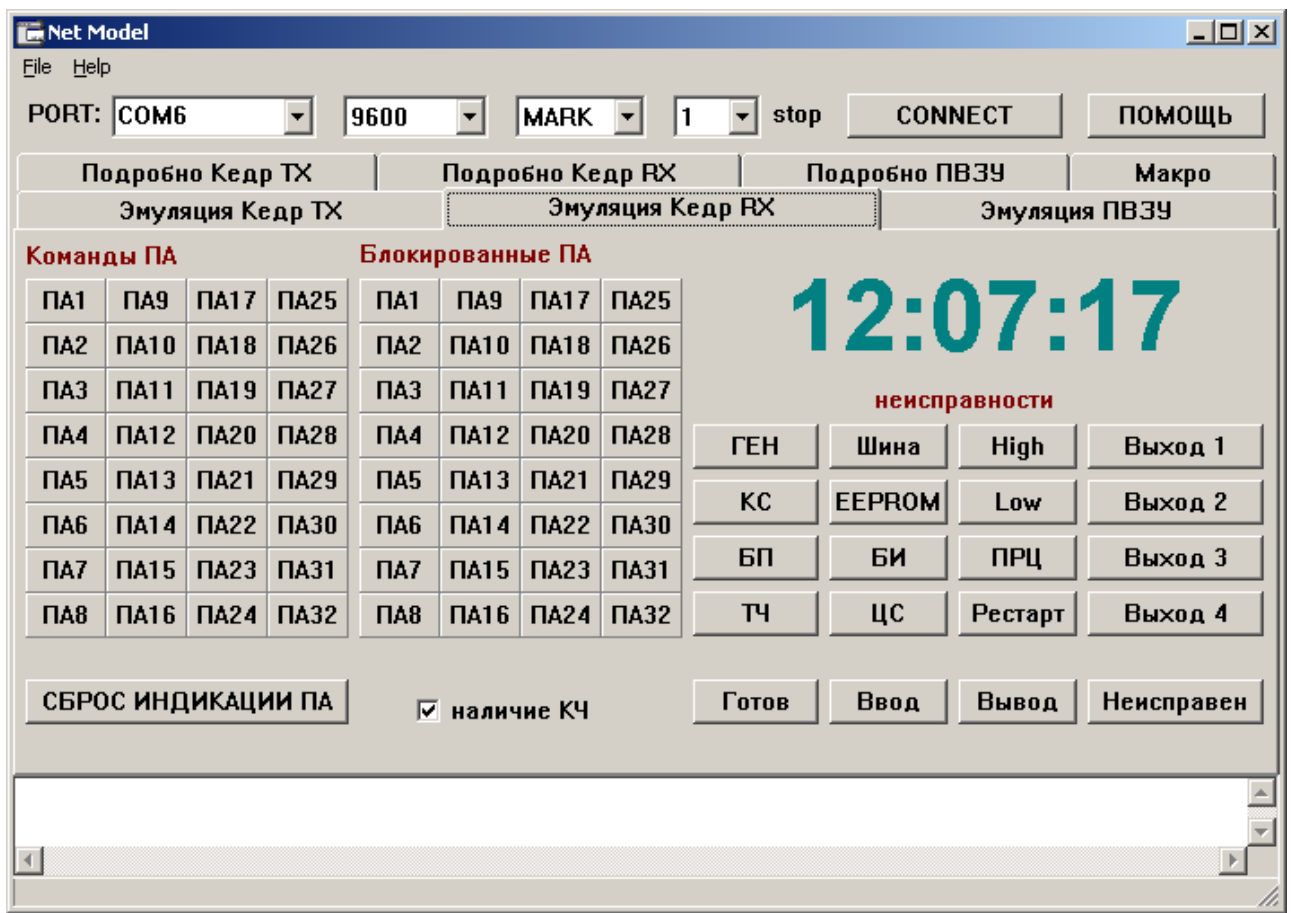 Net Model
File Help
PORT: COM6 9600 MARK 1 stop CONNECT ПОМОЩЬ
Подробно Кедр TX Подробно Кедр RX Подробно ПВЗУ Макро
Эмуляция Кедр TX Эмуляция Кедр RX Эмуляция ПВЗУ
Команды ПА Блокированные ПА
12:07:17
ПА1 ПА9 ПА17 ПА25 ПА1 ПА9 ПА17 ПА25
ПА2 ПА10 ПА18 ПА26 ПА2 ПА10 ПА18 ПА26
ПА3 ПА11 ПА19 ПА27 ПА3 ПА11 ПА19 ПА27
неисправности
ПА4 ПА12 ПА20 ПА28 ПА4 ПА12 ПА20 ПА28
ГЕН Шина High Выход 1
ПА5 ПА13 ПА21 ПА29 ПА5 ПА13 ПА21 ПА29
КС EEPROM Low Выход 2
ПА6 ПА14 ПА22 ПА30 ПА6 ПА14 ПА22 ПА30
ПА7 ПА15 ПА23 ПА31 ПА7 ПА15 ПА23 ПА31
БП БИ ПРЦ Выход 3
ПА8 ПА16 ПА24 ПА32 ПА8 ПА16 ПА24 ПА32
ТЧ ЦС Рестарт Выход 4
СБРОС ИНДИКАЦИИ ПА наличие КЧ Готов Ввод Вывод Неисправен